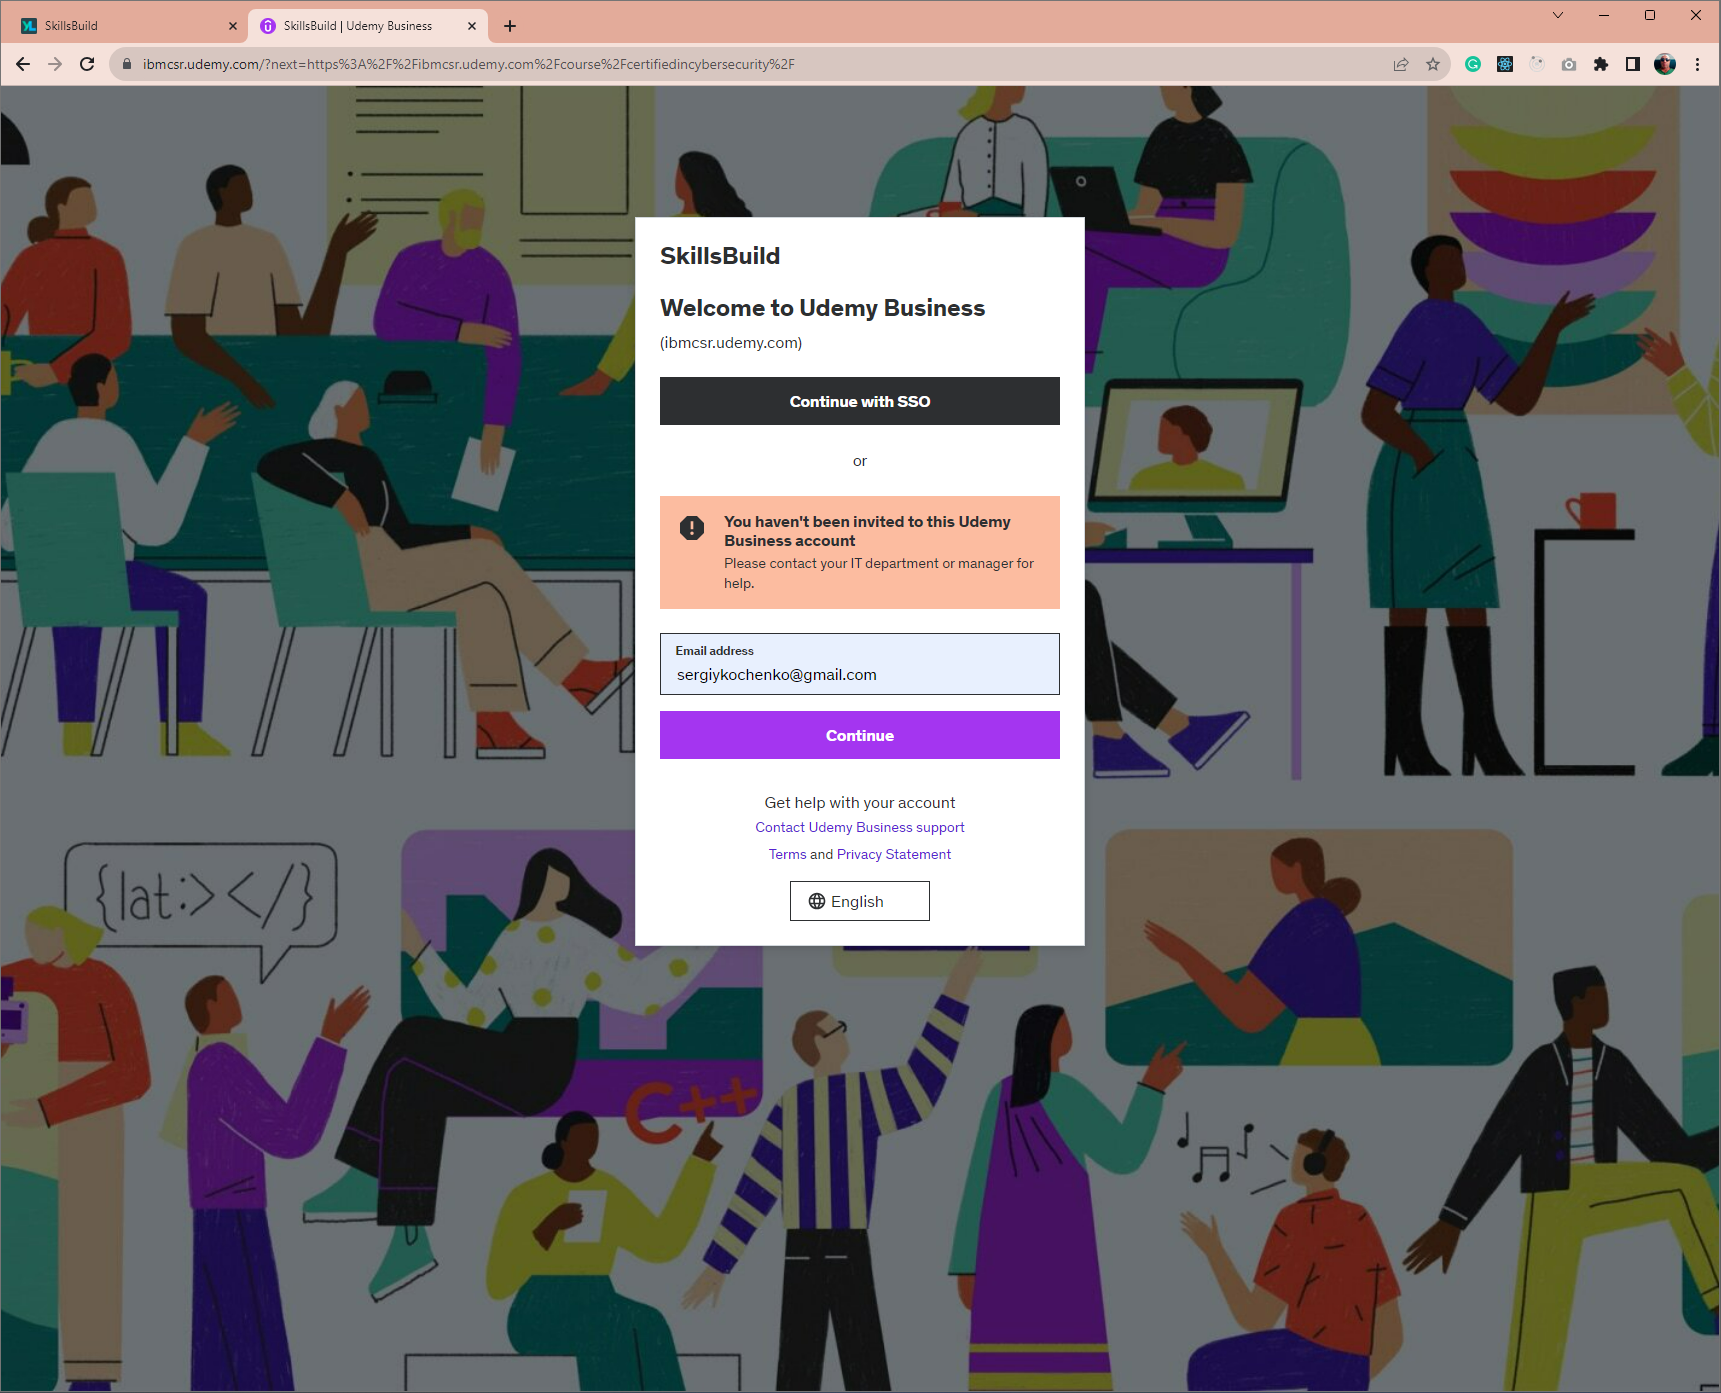 SkillsBuild
SkillsBuild | Udemy Business
ibmcsr.udemy.com/?next=https%3A%2F%2Fibmcsr.udemy.com%2Fcourse%2Fcertifiedincybersecurity%2F
SkillsBuild
Welcome to Udemy Business
(ibmcsr.udemy.com)
Continue with SSO
or
You haven't been invited to this Udemy
Business account
Please contact your IT department or manager for
help.
Email address
sergiykochenko@gmail.com
Continue
Get help with your account
Contact Udemy Business support
Terms and Privacy Statement
English
{lat:></}
C++